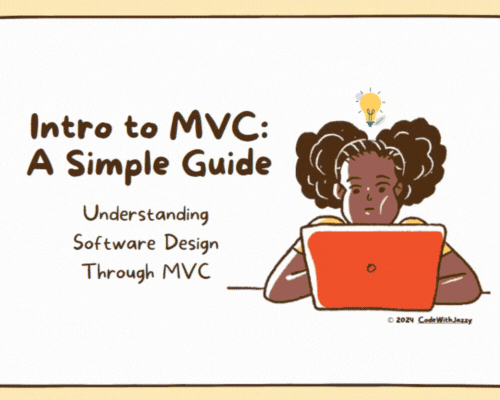 Intro to MVC:
A Simple Guide
Understanding
Software Design
Through MVC
© 2024 CodeWithJazzy